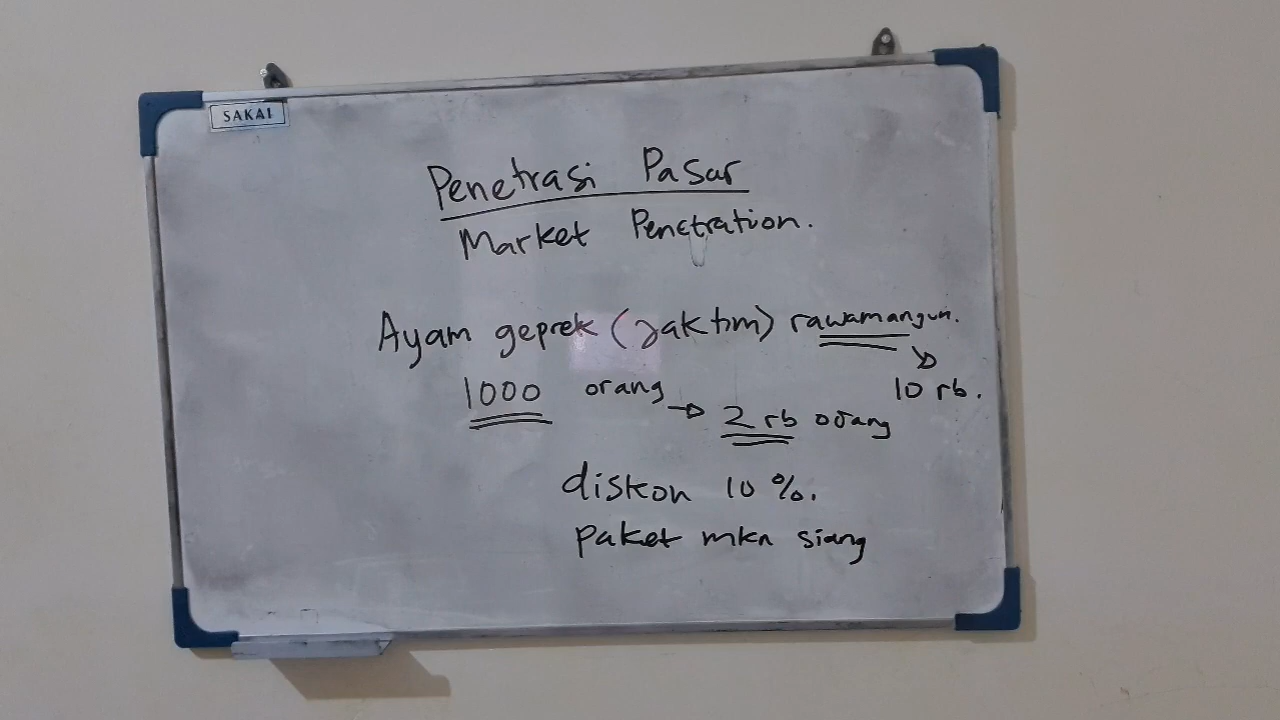 SAKAI
Penetrasi Pasar
Market Penetration.
Ayam geprek (Jaktim) rawamangun.
10 rb.
1000 orang → 2 rb orang
diskon 10 %.
paket mkn siang